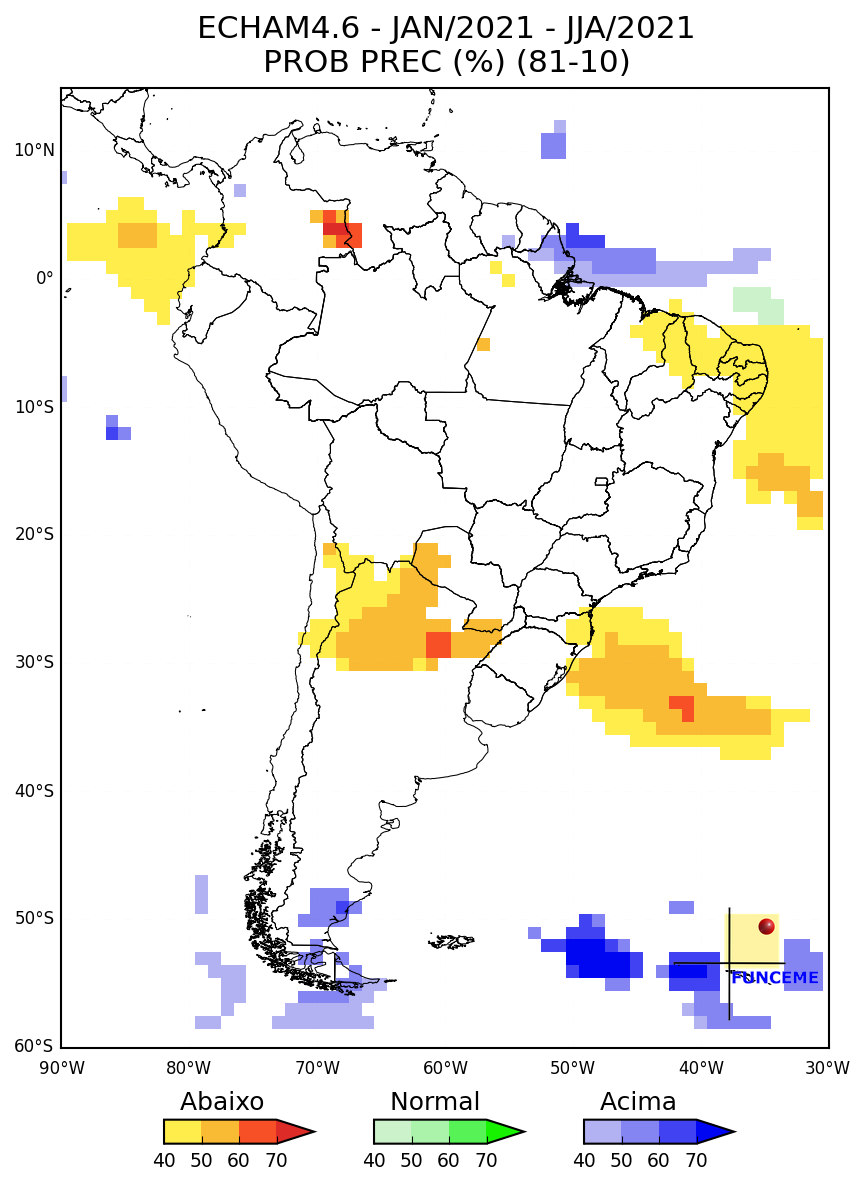 ECHAM4.6 - JAN/2021 - JJA/2021
PROB PREC (%) (81-10)
10°N
0°
10°S
20°S
30°S
40°S
50°S
60°S
90°W 80°W 70°W 60°W 50°W 40°W 30°W
FUNCEME
Abaixo Normal Acima
40 50 60 70 40 50 60 70 40 50 60 70